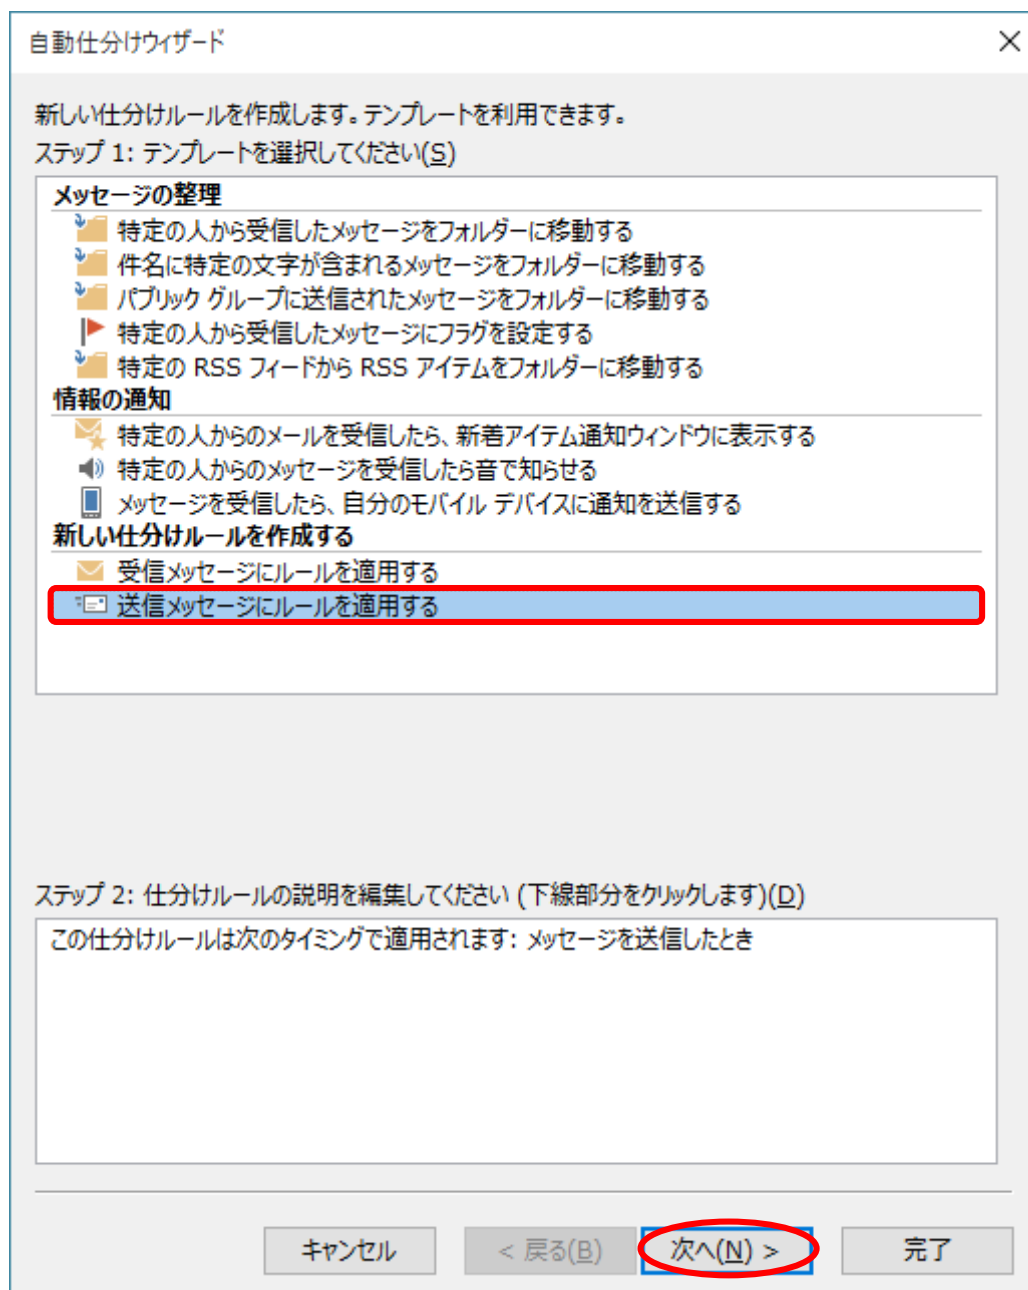 自動仕分けウィザード
新しい仕分けルールを作成します。テンプレートを利用できます。
ステップ 1: テンプレートを選択してください(S)
メッセージの整理
特定の人から受信したメッセージをフォルダーに移動する
件名に特定の文字が含まれるメッセージをフォルダーに移動する
パブリック グループに送信されたメッセージをフォルダーに移動する
特定の人から受信したメッセージにフラグを設定する
特定の RSS フィードから RSS アイテムをフォルダーに移動する
情報の通知
特定の人からのメールを受信したら、新着アイテム通知ウィンドウに表示する
特定の人からのメッセージを受信したら音で知らせる
メッセージを受信したら、自分のモバイル デバイスに通知を送信する
新しい仕分けルールを作成する
受信メッセージにルールを適用する
送信メッセージにルールを適用する
ステップ 2: 仕分けルールの説明を編集してください (下線部分をクリックします)(D)
この仕分けルールは次のタイミングで適用されます: メッセージを送信したとき
キャンセル
< 戻る(B)
次へ(N) >
完了